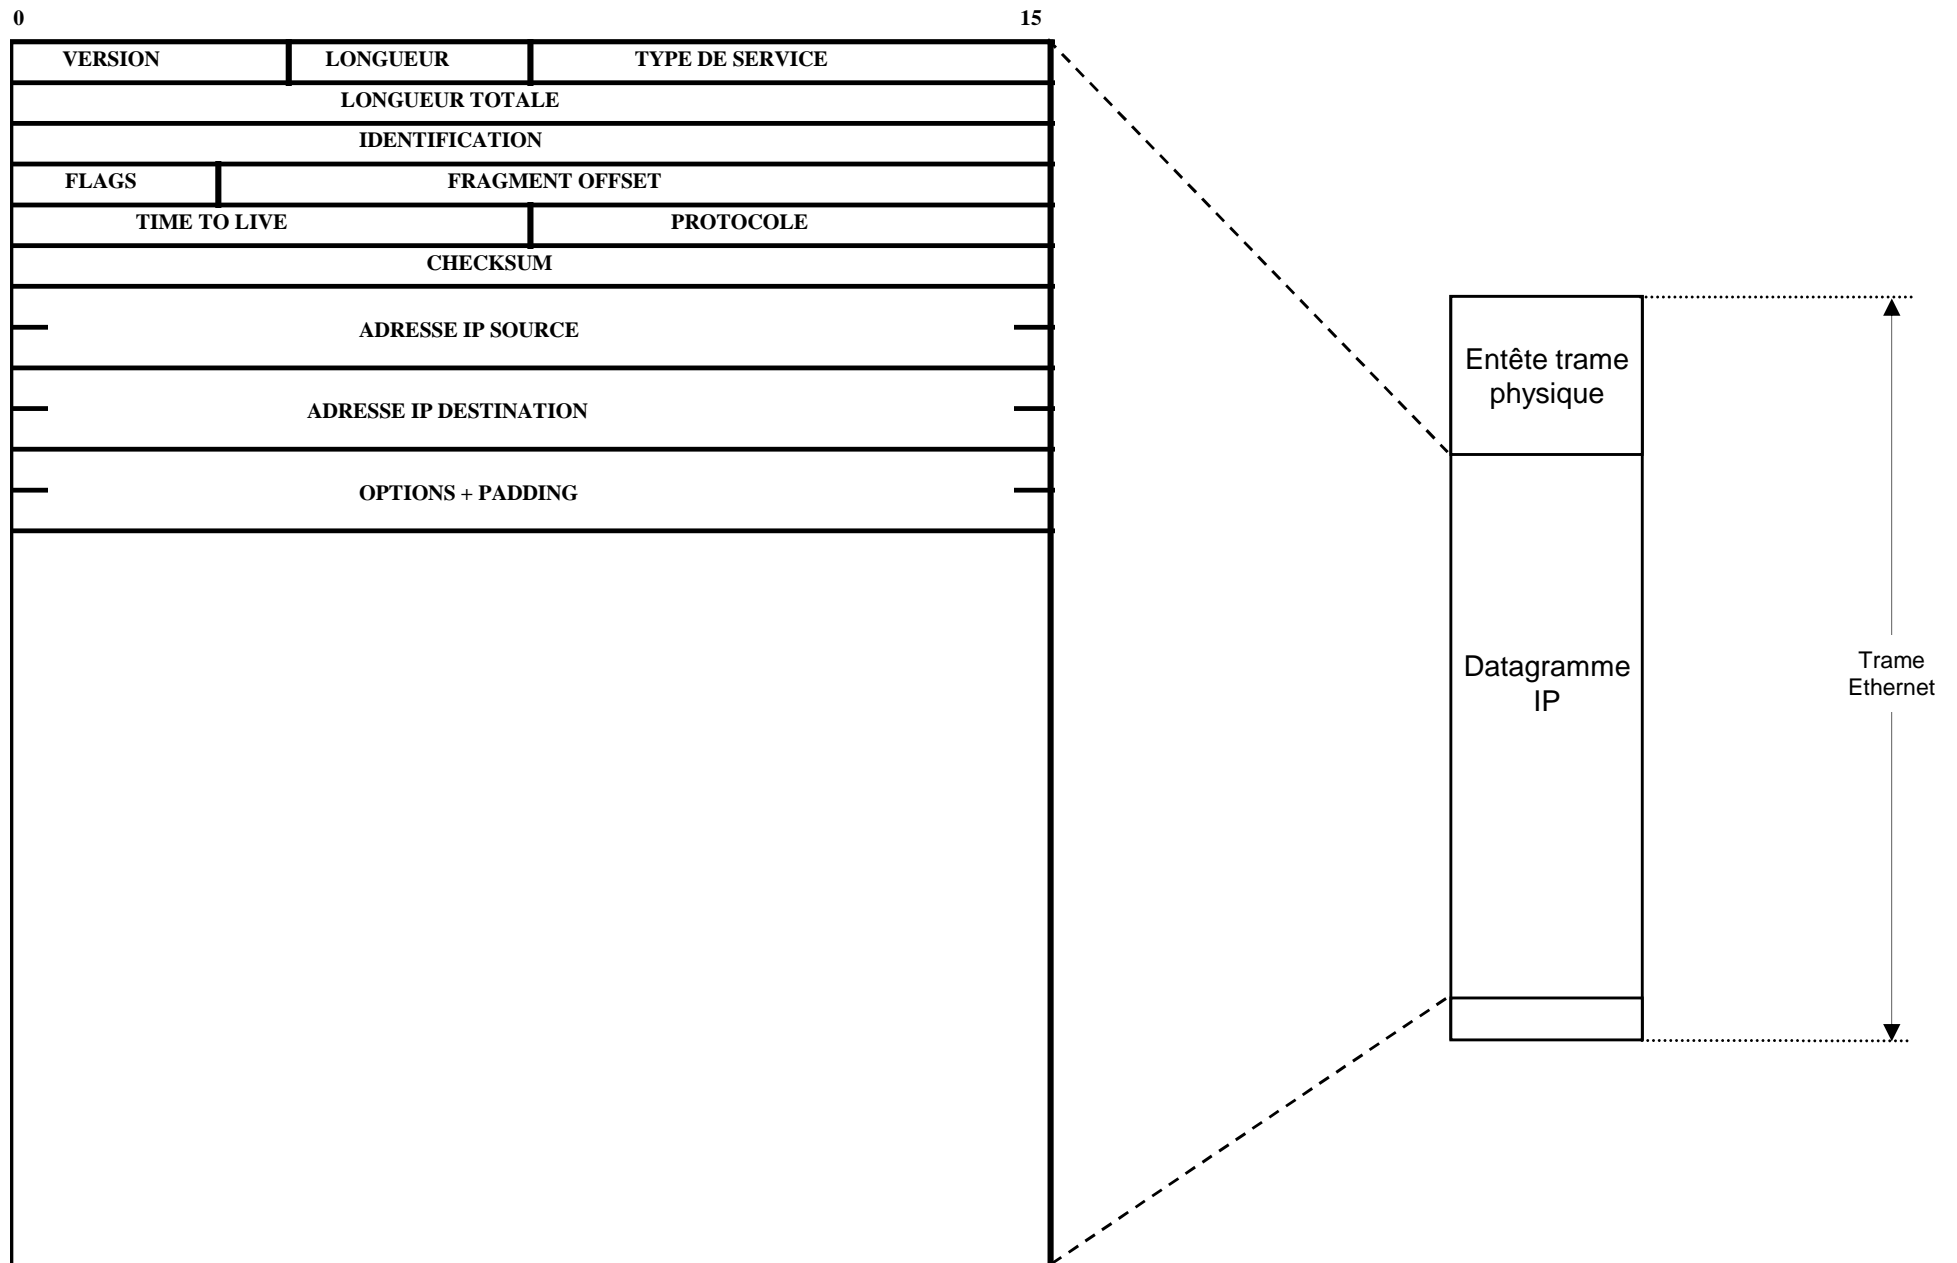 0 15
VERSION LONGUEUR TYPE DE SERVICE
LONGUEUR TOTALE
IDENTIFICATION
FLAGS FRAGMENT OFFSET
TIME TO LIVE PROTOCOLE
CHECKSUM
ADRESSE IP SOURCE
ADRESSE IP DESTINATION
OPTIONS + PADDING
Entête trame
physique
Datagramme
IP
Trame
Ethernet